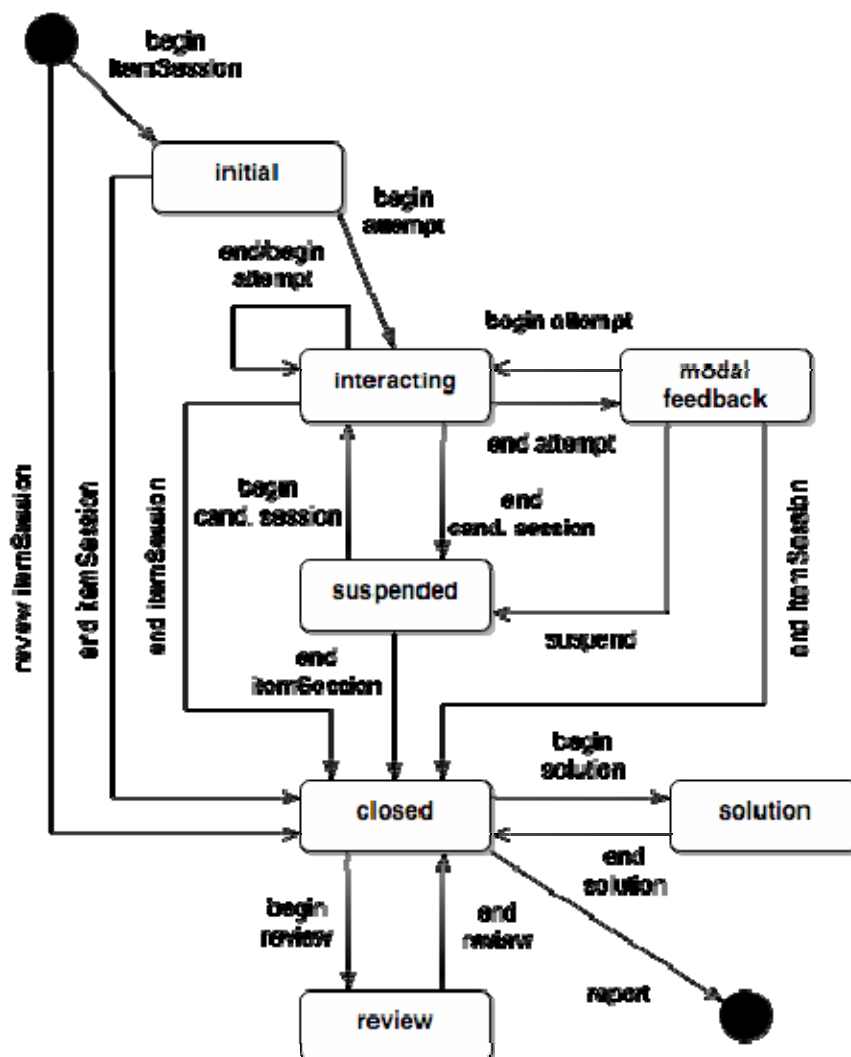 begin
itemSession
initial
begin
attempt
end/begin
attempt
begin attempt
interacting
modal
feedback
end attempt
begin
cand. session
end
cand. session
review itemSession
end itemSession
end itemSession
end itemSession
suspended
suspend
end
itemSession
begin
solution
closed
solution
end
solution
begin
review
end
review
report
review